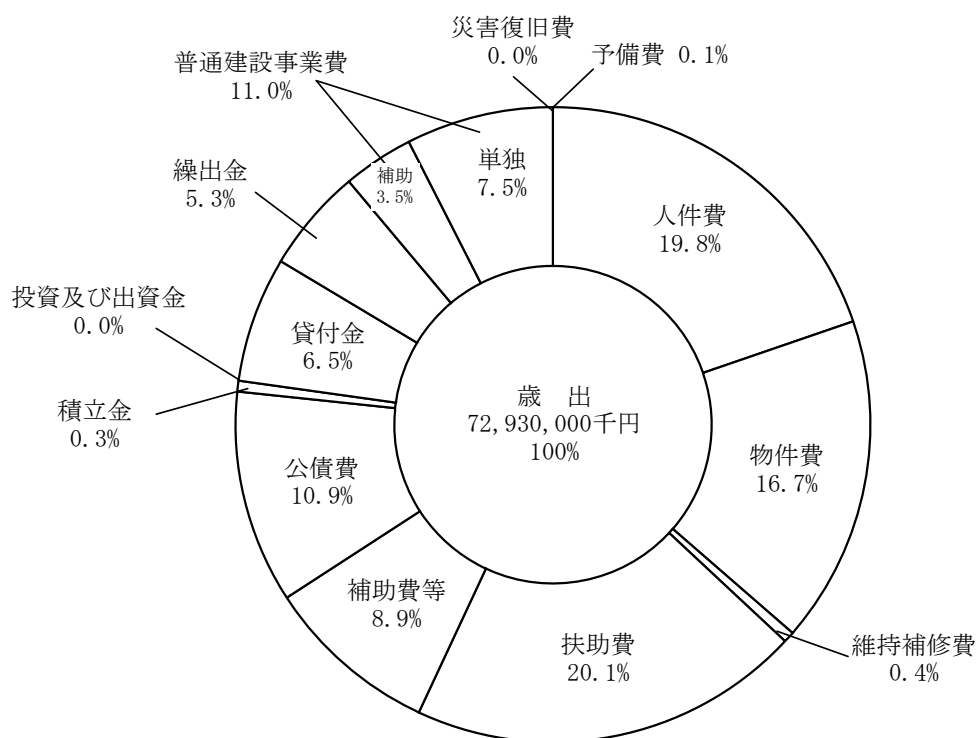 災害復旧費
0.0%
予備費 0.1%
普通建設事業費
11.0%
単独
7.5%
補助
3.5%
人件費
19.8%
繰出金
5.3%
投資及び出資金
0.0%
貸付金
6.5%
歳 出
72,930,000千円
100%
積立金
0.3%
物件費
16.7%
公債費
10.9%
補助費等
8.9%
扶助費
20.1%
維持補修費
0.4%